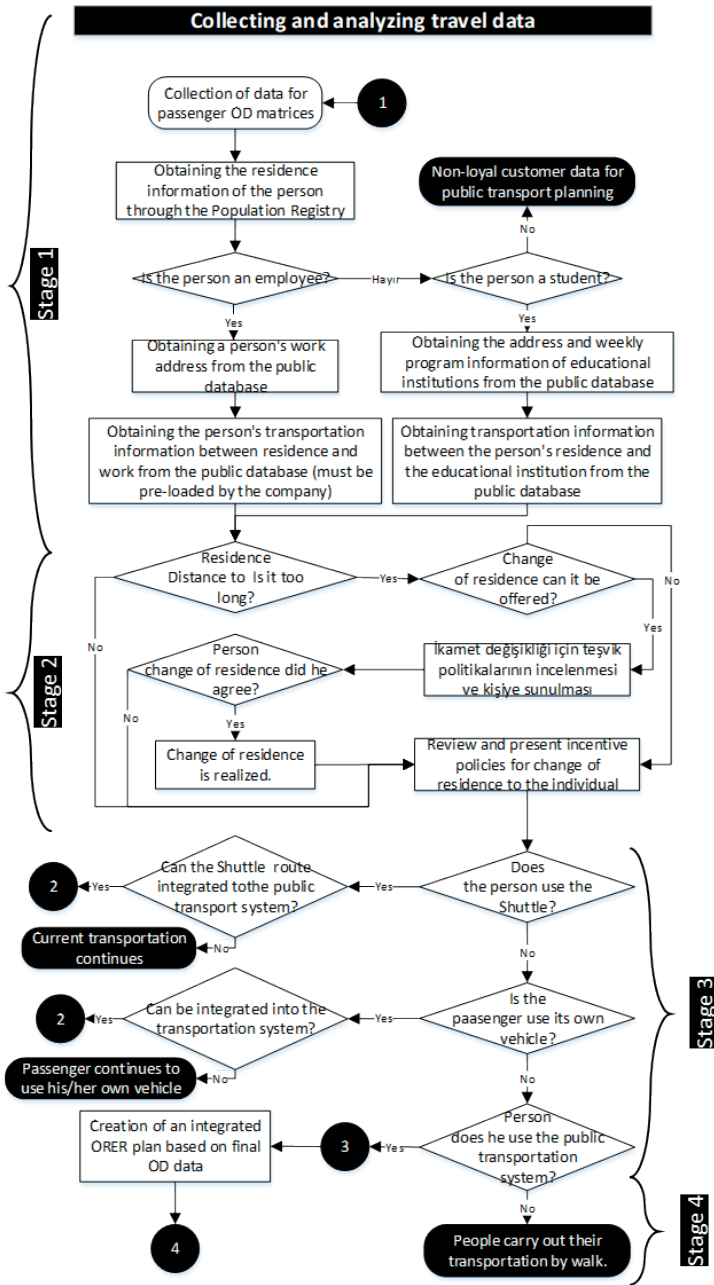 Collecting and analyzing travel data
Collection of data for
passenger OD matrices
1
Obtaining the residence
information of the person
through the Population Registry
Non-loyal customer data for
public transport planning
No
Stage 1
Is the person an employee?
Hayır
Is the person a student?
Yes
Yes
Obtaining a person's work
address from the public
database
Obtaining the address and weekly
program information of educational
institutions from the public database
Obtaining the person's transportation
information between residence and
work from the public database (must be
pre-loaded by the company)
Obtaining transportation information
between the person's residence and
the educational institution from the
public database
Residence
Distance to Is it too
long?
Yes
Change
of residence can it be
offered?
No
Yes
No
Stage 2
Person
change of residence did he
agree?
İkamet değişikliği için teşvik
politikalarının incelenmesi
ve kişiye sunulması
No
Yes
Change of residence
is realized.
Review and present incentive
policies for change of
residence to the individual
Can the Shuttle route
integrated tothe public
transport system?
Yes
2
Does
the person use the
Shuttle?
Yes
No
Current transportation
continues
No
Stage 3
Can be integrated into the
transportation system?
Yes
2
Is the
paasenger use its own
vehicle?
Yes
No
Passenger continues to
use his/her own vehicle
No
Creation of an integrated
ORER plan based on final
OD data
3
Yes
Person
does he use the public
transportation
system?
No
Stage 4
4
People carry out their
transportation by walk.